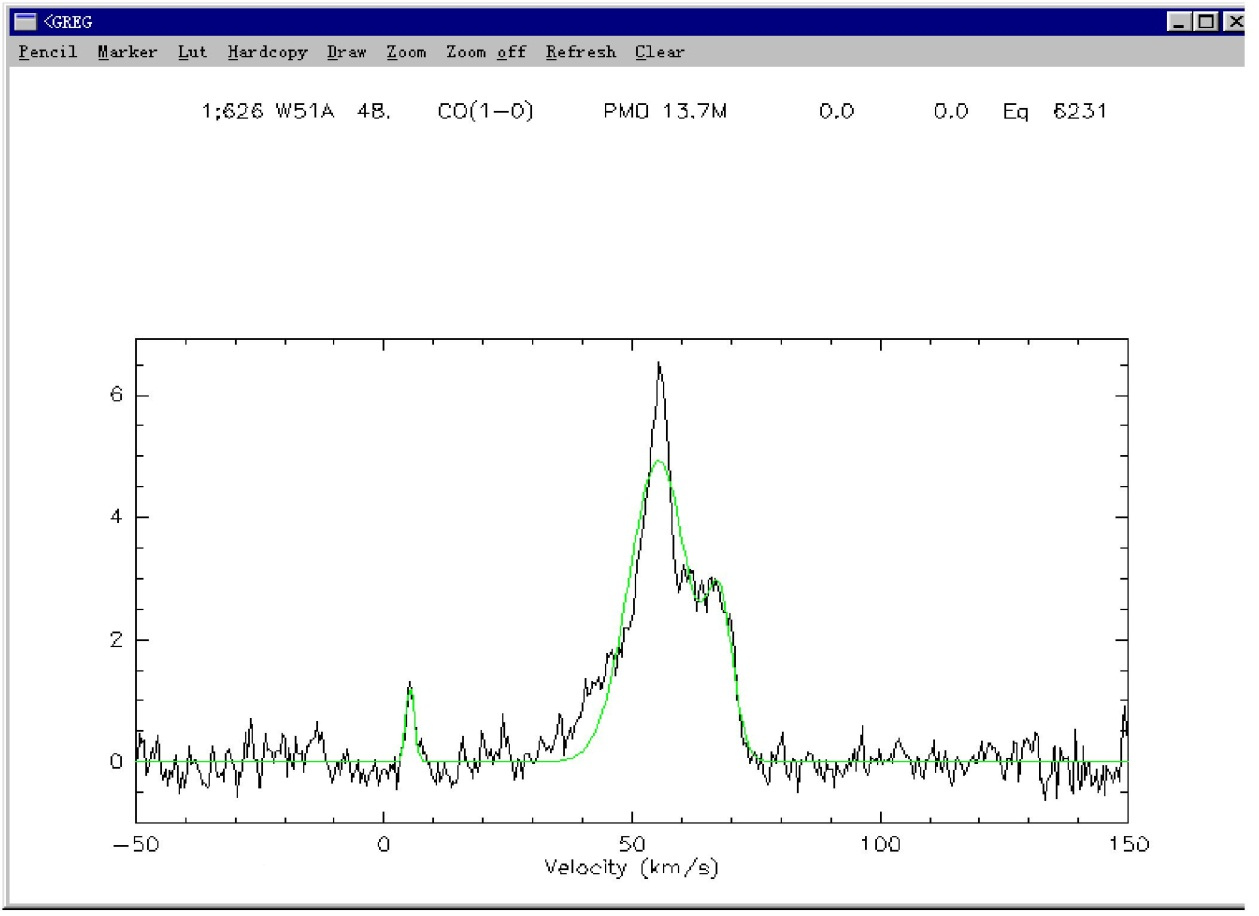 <GREG
Pencil Marker Lut Hardcopy Draw Zoom Zoom off Refresh Clear
1;626 W51A 48. CO(1-0) PMO 13.7M 0.0 0.0 Eq 6231
6
4
2
0
-50 0 50 100 150
Velocity (km/s)